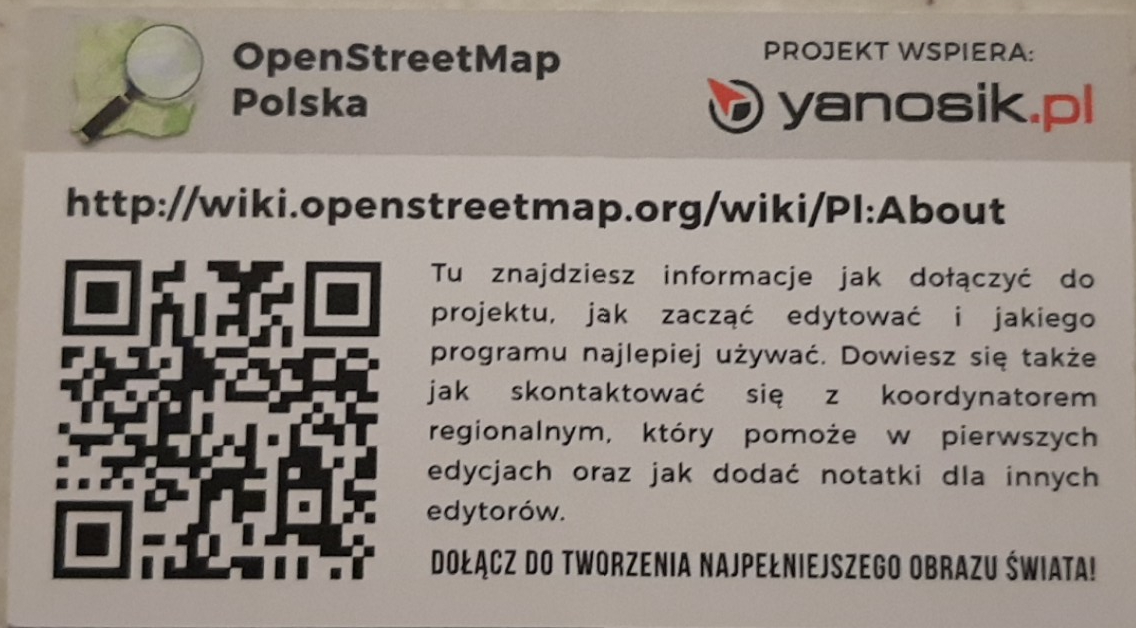 OpenStreetMap
Polska
PROJEKT WSPIERA:
yanosik.pl
http://wiki.openstreetmap.org/wiki/Pl:About
Tu znajdziesz informacje jak dołączyć do
projektu, jak zacząć edytować i jakiego
programu najlepiej używać. Dowiesz się także
jak skontaktować się z koordynatorem
regionalnym, który pomoże w pierwszych
edycjach oraz jak dodać notatki dla innych
edytorów.
DOŁĄCZ DO TWORZENIA NAJPEŁNIEJSZEGO OBRAZU ŚWIATA!